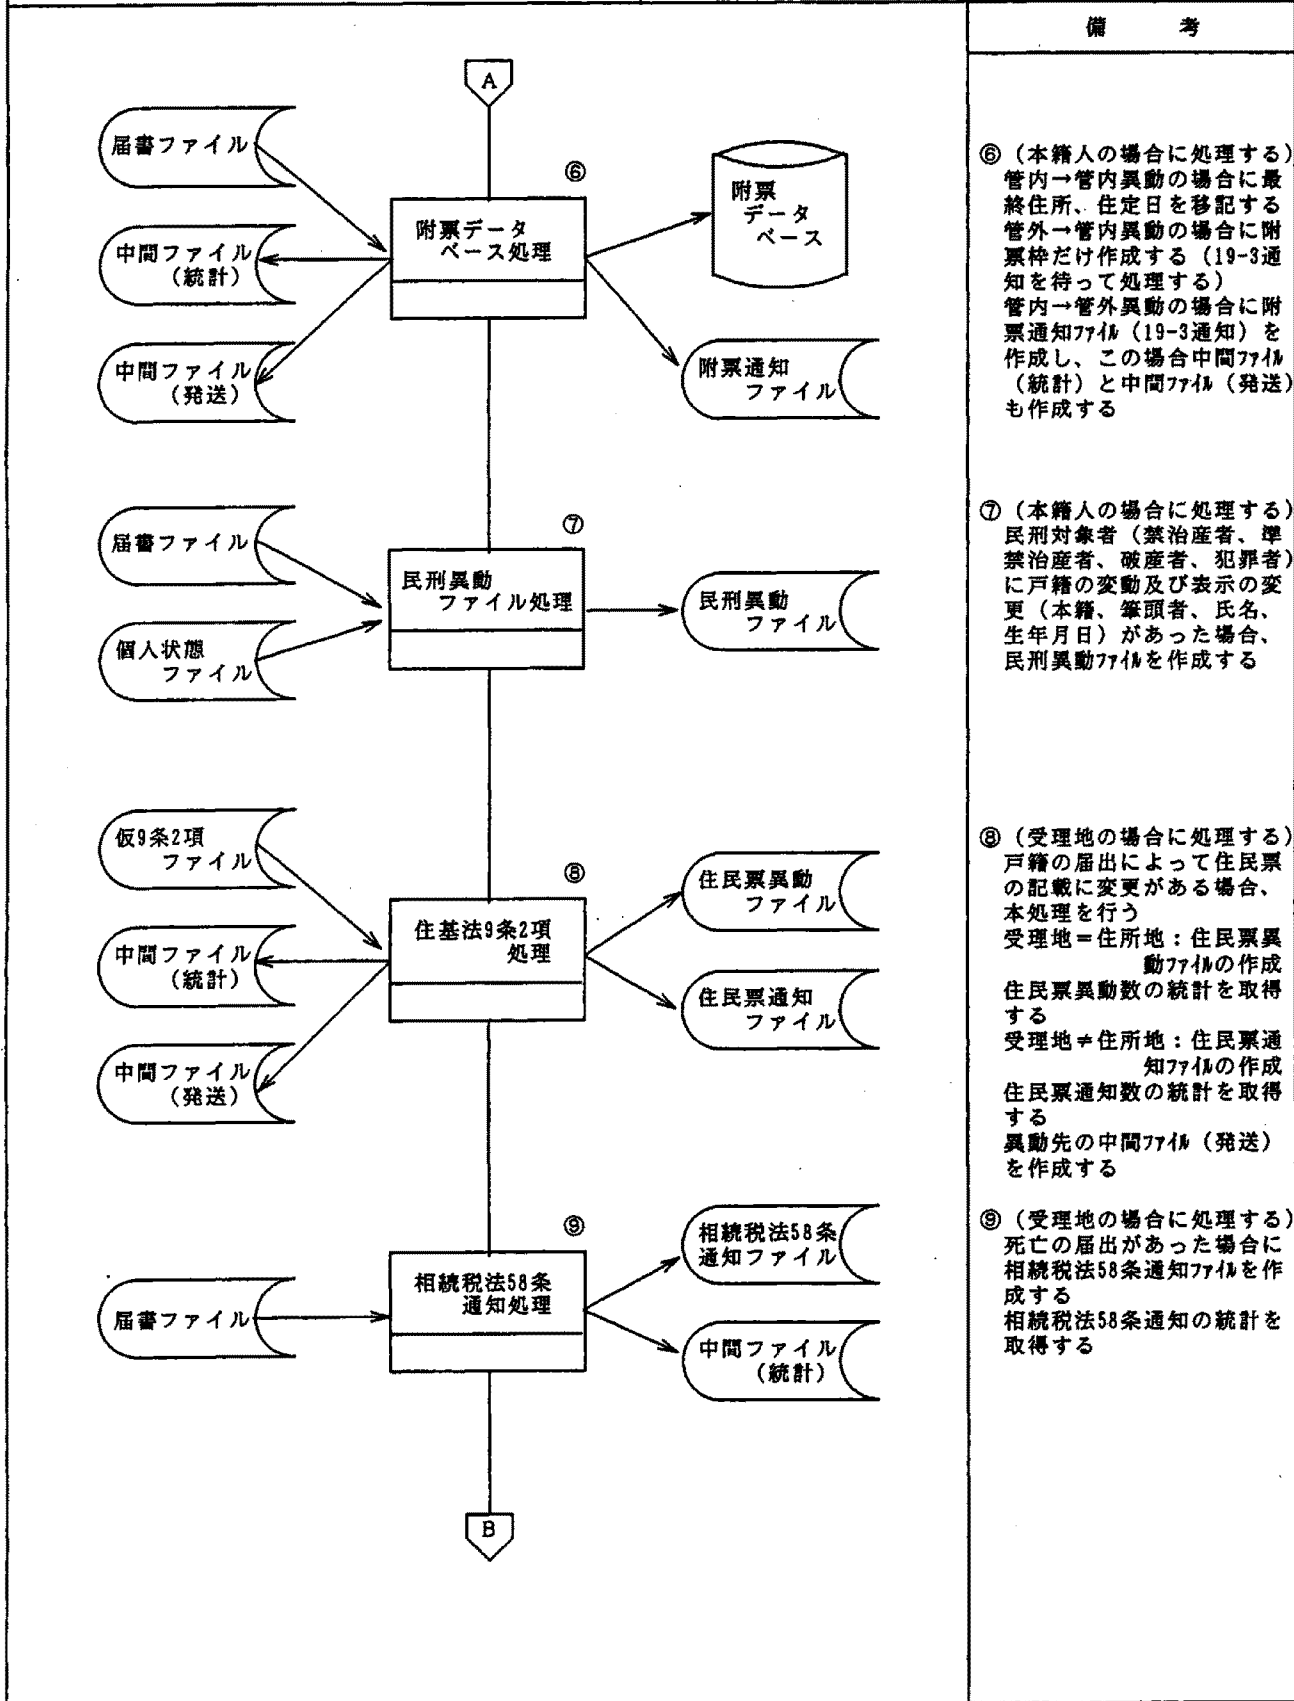 備考
A
届書ファイル
⑥
附票データ
ベース処理
附票
データ
ベース
中間ファイル
(統計)
中間ファイル
(発送)
附票通知
ファイル
⑥(本籍人の場合に処理する)
管内→管内異動の場合に最
終住所、住定日を移記する
管外→管内異動の場合に附
票枠だけ作成する(19-3通
知を待って処理する)
管内→管外異動の場合に附
票通知ファイル(19-3通知)を
作成し、この場合中間ファイル
(統計)と中間ファイル(発送)
も作成する
届書ファイル
⑦
民刑異動
ファイル処理
民刑異動
ファイル
個人状態
ファイル
⑦(本籍人の場合に処理する)
民刑対象者(禁治産者、準
禁治産者、破産者、犯罪者)
に戸籍の変動及び表示の変
更(本籍、筆頭者、氏名、
生年月日)があった場合、
民刑異動ファイルを作成する
仮9条2項
ファイル
⑧
住基法9条2項
処理
住民票異動
ファイル
中間ファイル
(統計)
住民票通知
ファイル
中間ファイル
(発送)
⑧(受理地の場合に処理する)
戸籍の届出によって住民票
の記載に変更がある場合、
本処理を行う
受理地=住所地:住民票異
動ファイルの作成
住民票異動数の統計を取得
する
受理地≠住所地:住民票通
知ファイルの作成
住民票通知数の統計を取得
する
異動先の中間ファイル(発送)
を作成する
⑨
相続税法58条
通知処理
相続税法58条
通知ファイル
届書ファイル
中間ファイル
(統計)
⑨(受理地の場合に処理する)
死亡の届出があった場合に
相続税法58条通知ファイルを作
成する
相続税法58条通知の統計を
取得する
B